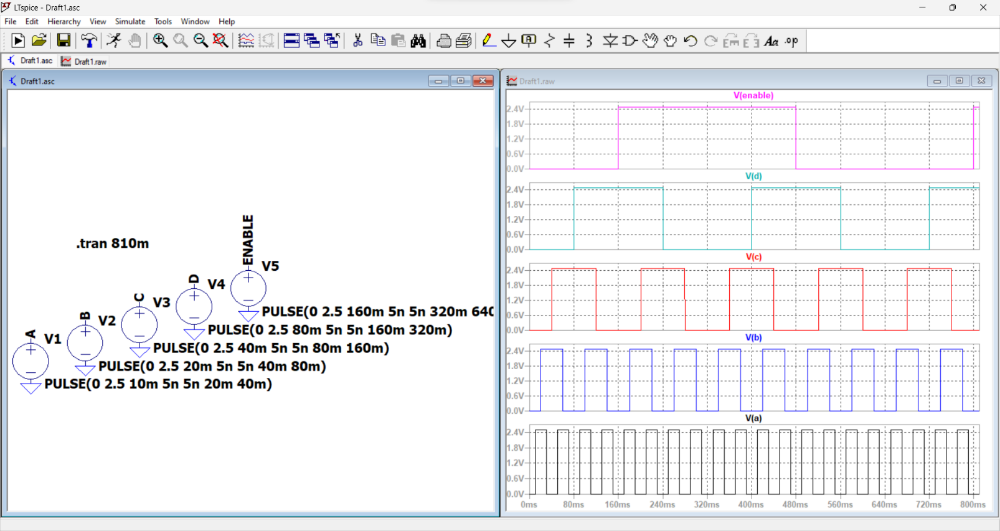 LTspice - Draft1.asc
File Edit Hierarchy View Simulate Tools Window Help
A Aa .op
Draft1.asc Draft1.raw
Draft1.asc
.tran 810m
ENABLE
V5
PULSE(0 2.5 160m 5n 5n 320m 640
D
V4
PULSE(0 2.5 80m 5n 5n 160m 320m)
C
V3
PULSE(0 2.5 40m 5n 5n 80m 160m)
B
V2
PULSE(0 2.5 20m 5n 5n 40m 80m)
A
V1
PULSE(0 2.5 10m 5n 5n 20m 40m)
Draft1.raw
V(enable)
2.4V
1.8V
1.2V
0.6V
0.0V
V(d)
2.4V
1.8V
1.2V
0.6V
0.0V
V(c)
2.4V
1.8V
1.2V
0.6V
0.0V
V(b)
2.4V
1.8V
1.2V
0.6V
0.0V
V(a)
2.4V
1.8V
1.2V
0.6V
0.0V
0ms 80ms 160ms 240ms 320ms 400ms 480ms 560ms 640ms 720ms 800ms